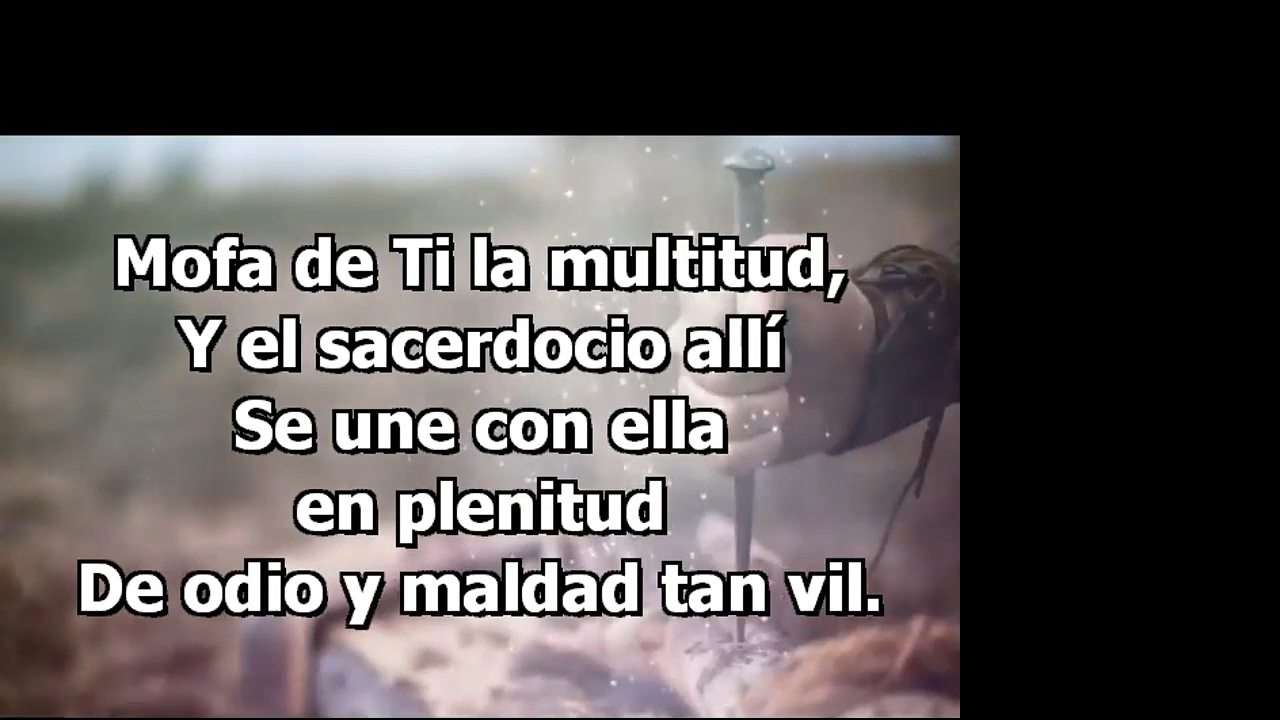 Mofa de Ti la multitud,
Y el sacerdocio allí
Se une con ella
en plenitud
De odio y maldad tan vil.